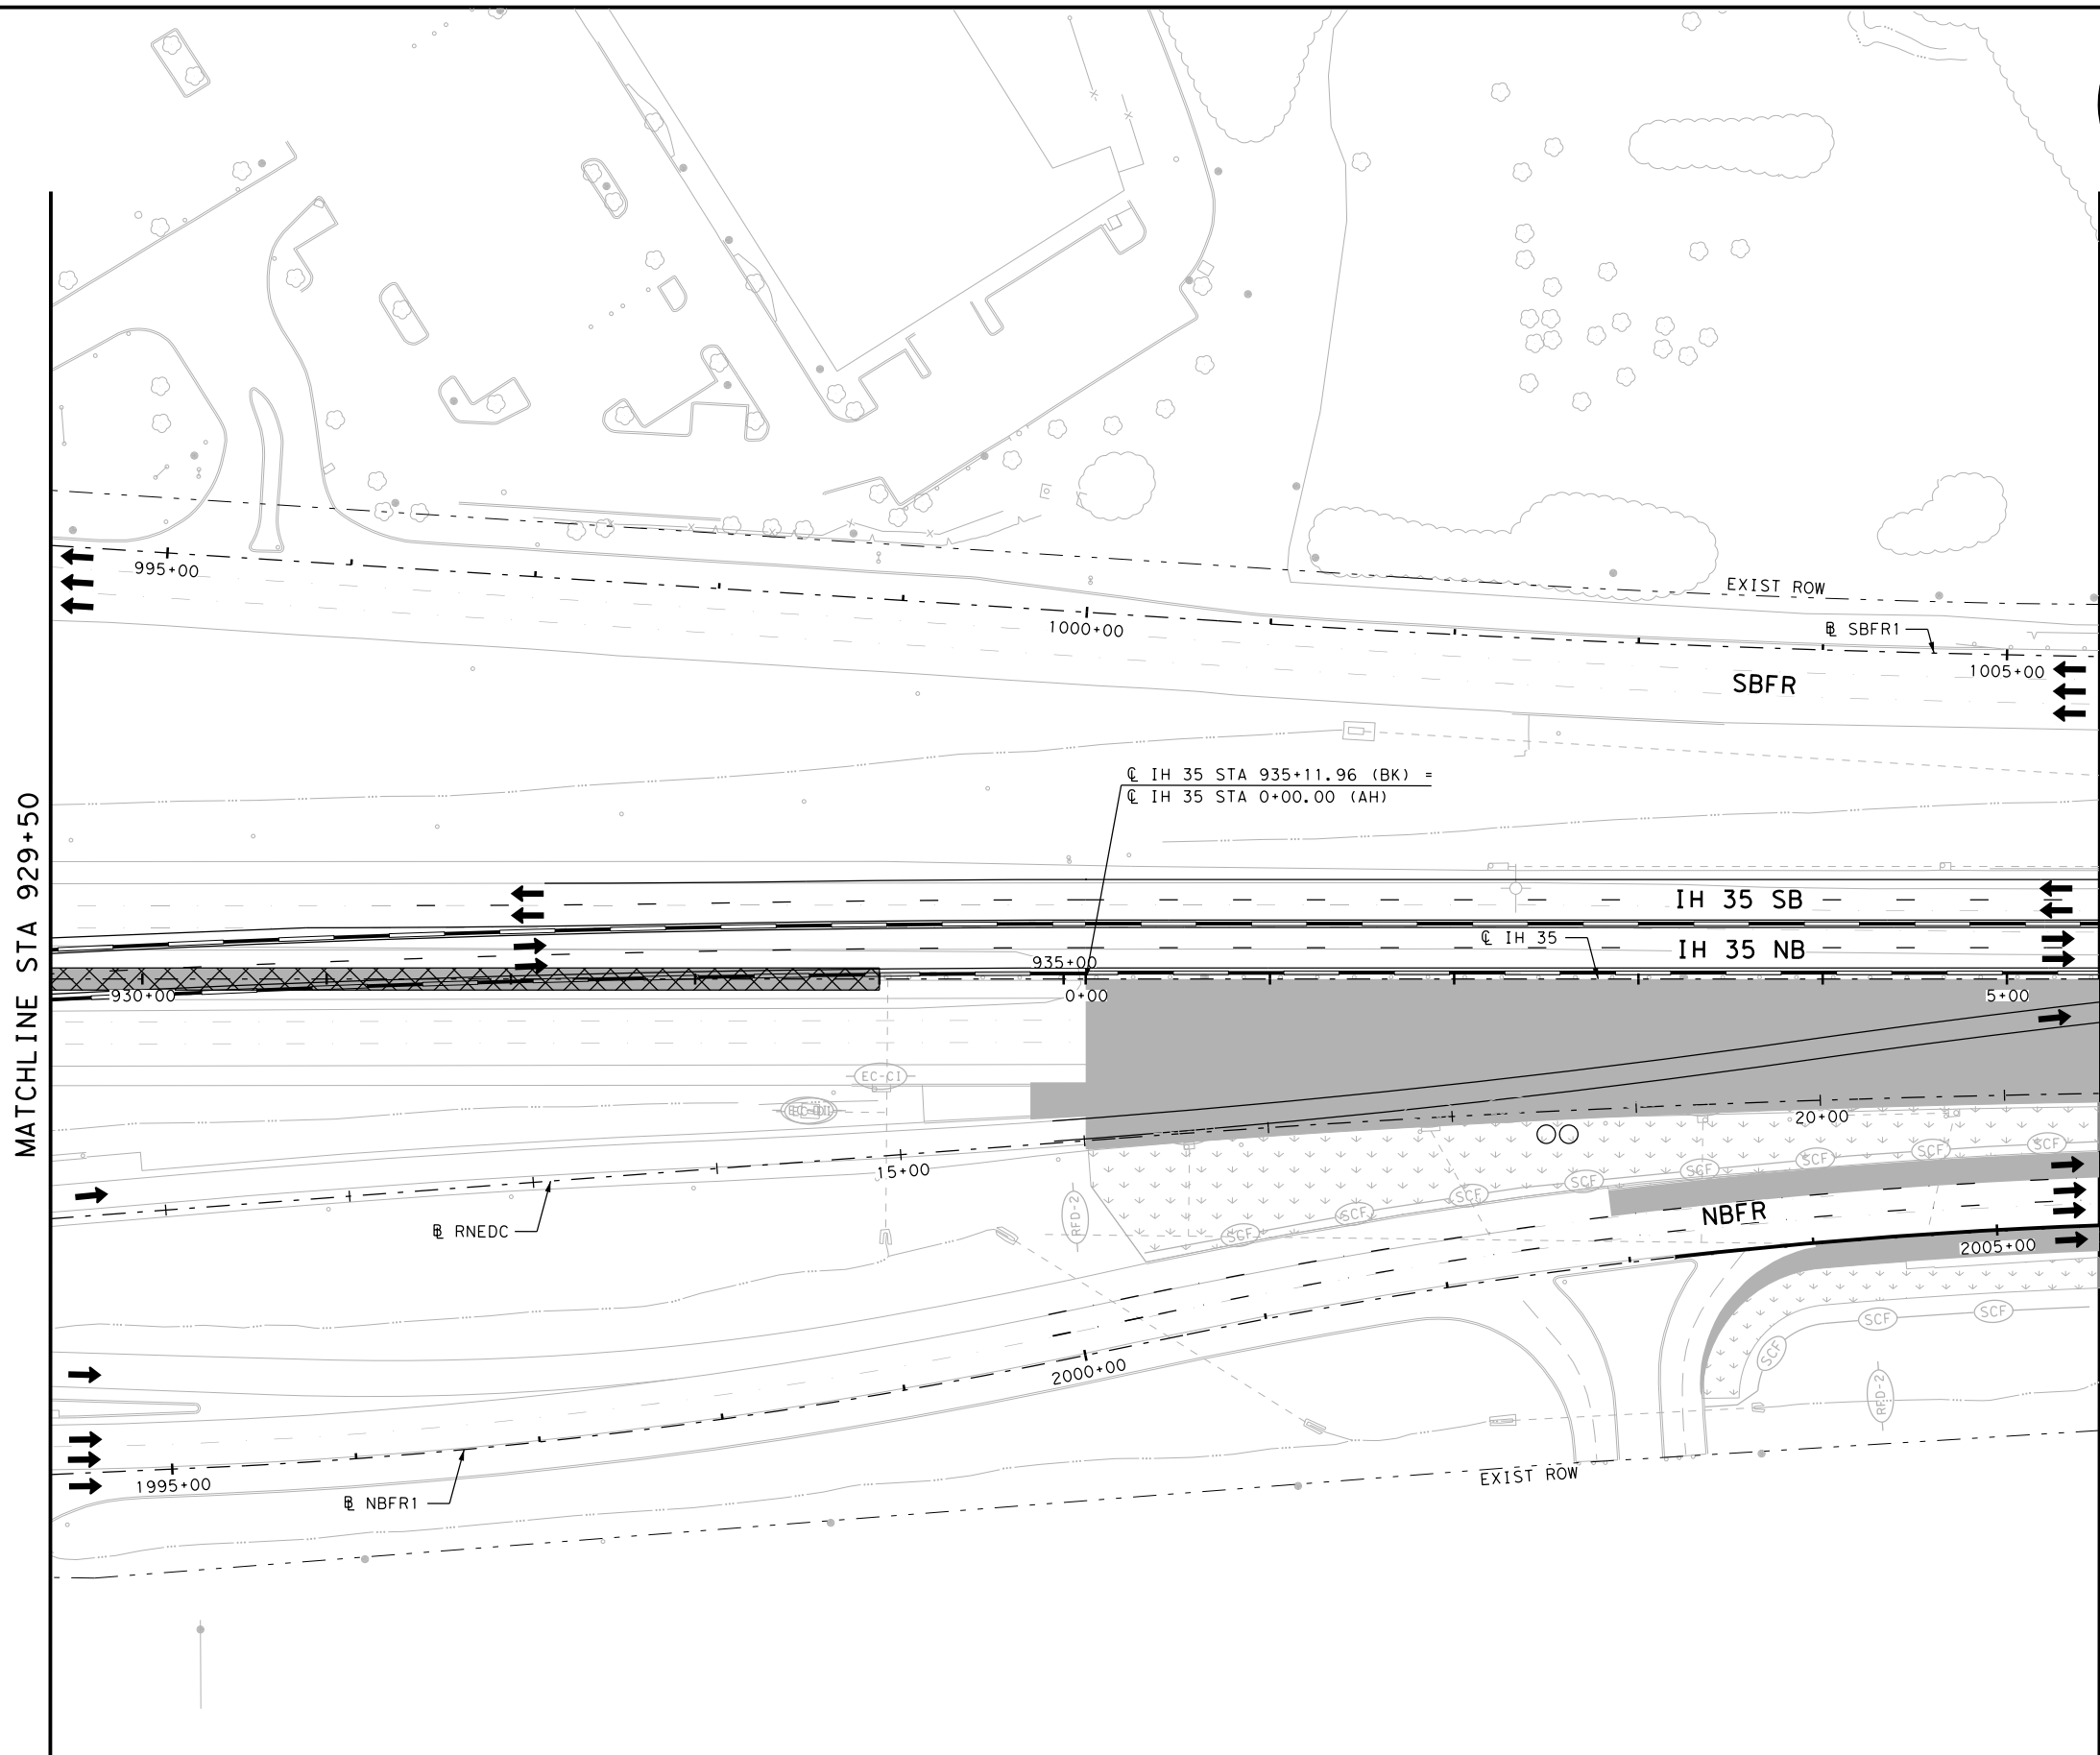 995+00
1000+00
EXIST ROW
℄ SBFR1
1005+00
SBFR
℄ IH 35 STA 935+11.96 (BK) =
℄ IH 35 STA 0+00.00 (AH)
MATCHLINE STA 929+50
IH 35 SB
℄ IH 35
IH 35 NB
935+00
930+00
0+00
5+00
EC-CI
20+00
15+00
SCF
SCF
SCF
SCF
SCF
SCF
SCF
SCF
RFD-2
NBFR
℄ RNEDC
2005+00
SCF
SCF
SCF
2000+00
RFD-2
1995+00
EXIST ROW
℄ NBFR1